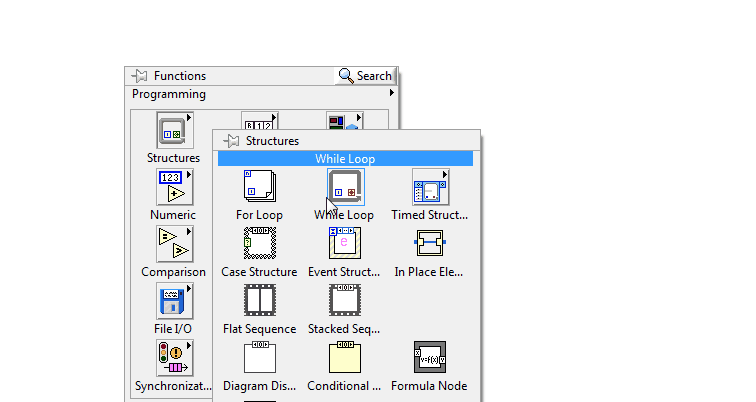 Functions
Search
Programming
Structures
Structures
While Loop
For Loop
While Loop
Timed Struct...
Numeric
Case Structure
Event Struct...
In Place Ele...
Comparison
Flat Sequence
Stacked Seq...
File I/O
Diagram Dis...
Conditional ...
Formula Node
Synchronizat...